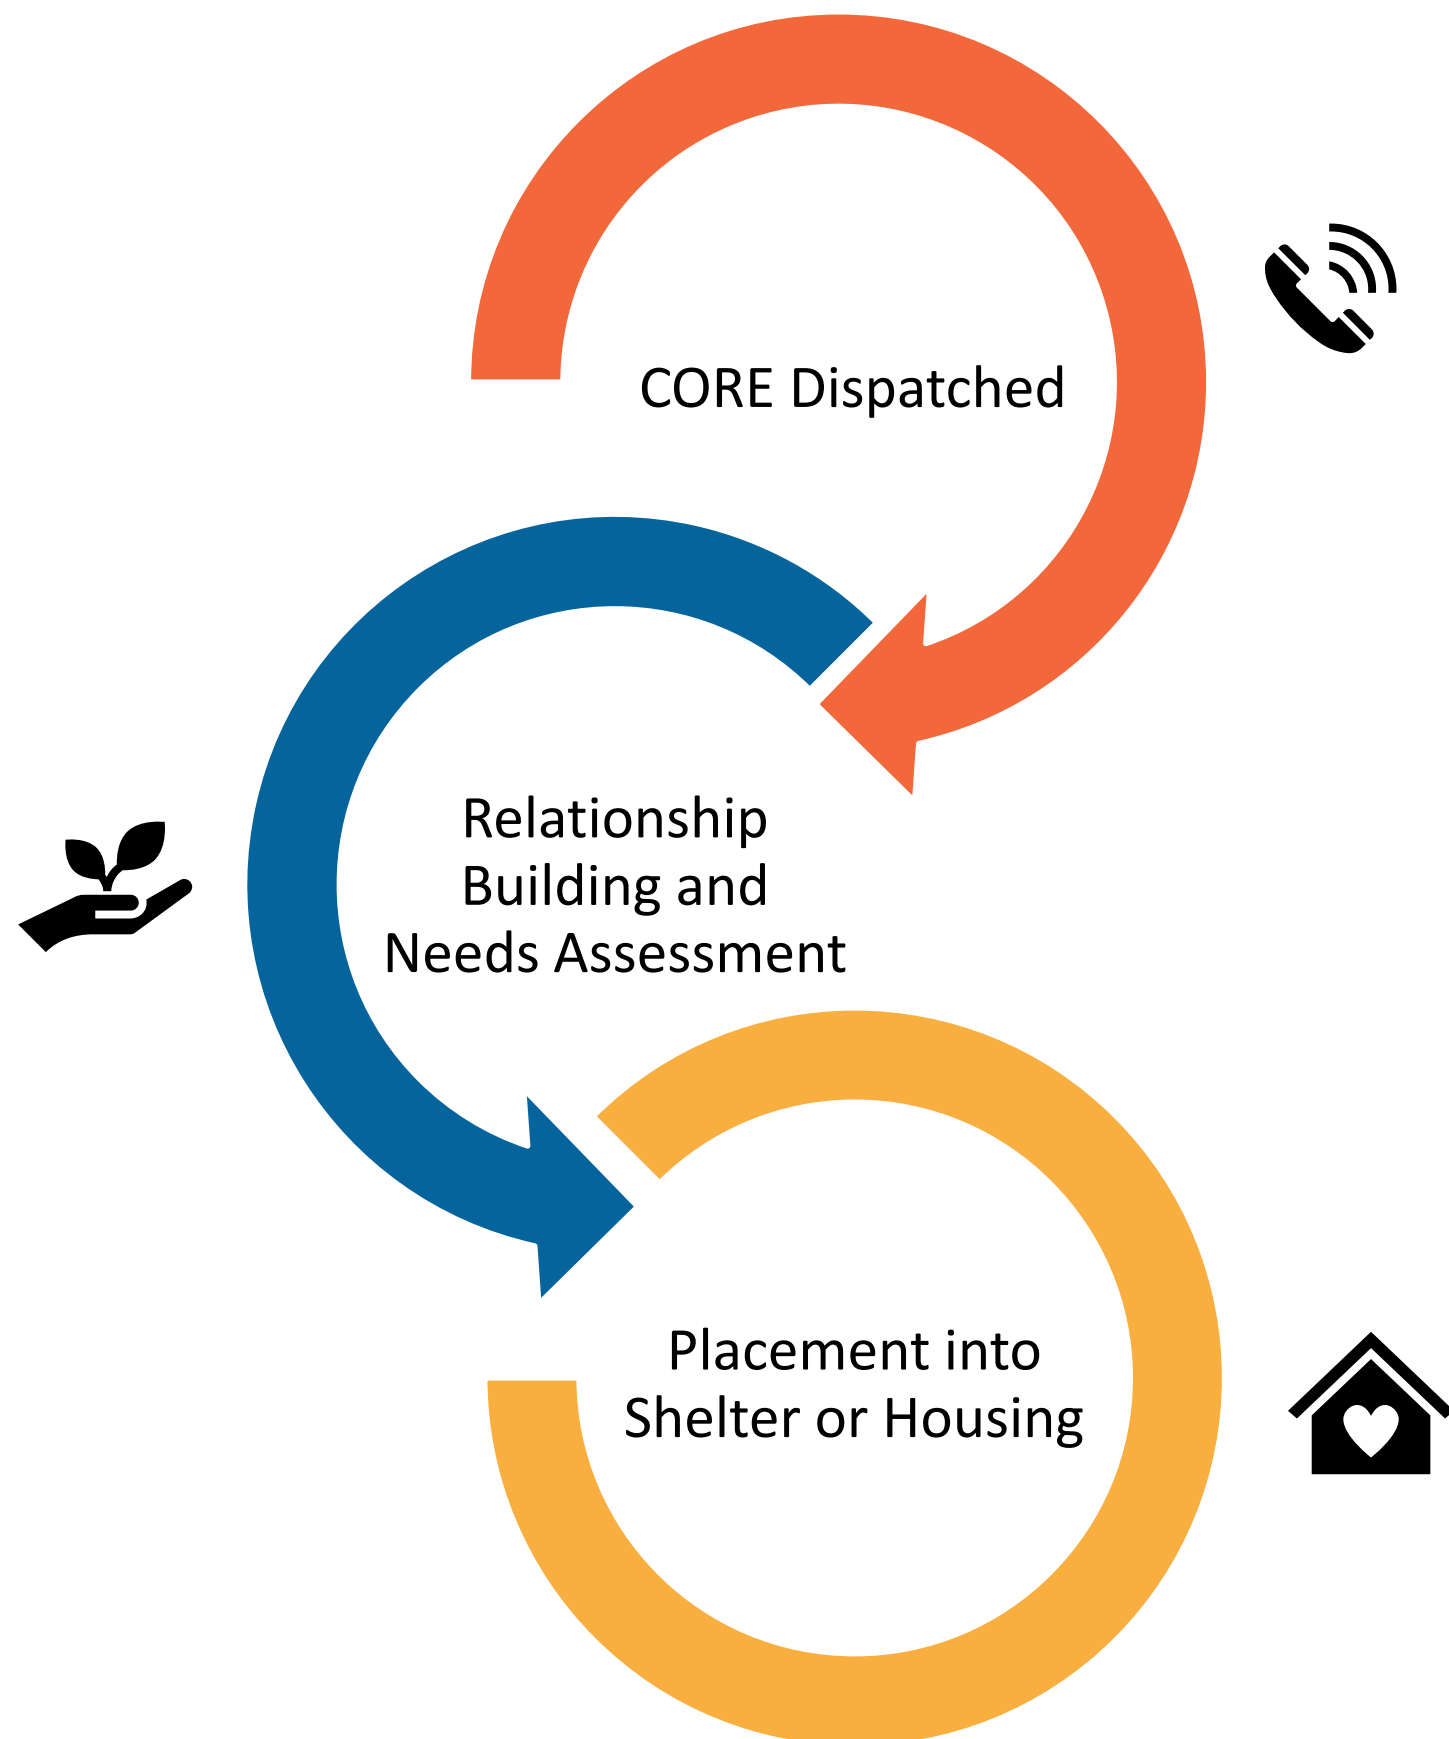 CORE Dispatched
Relationship
Building and
Needs Assessment
Placement into
Shelter or Housing